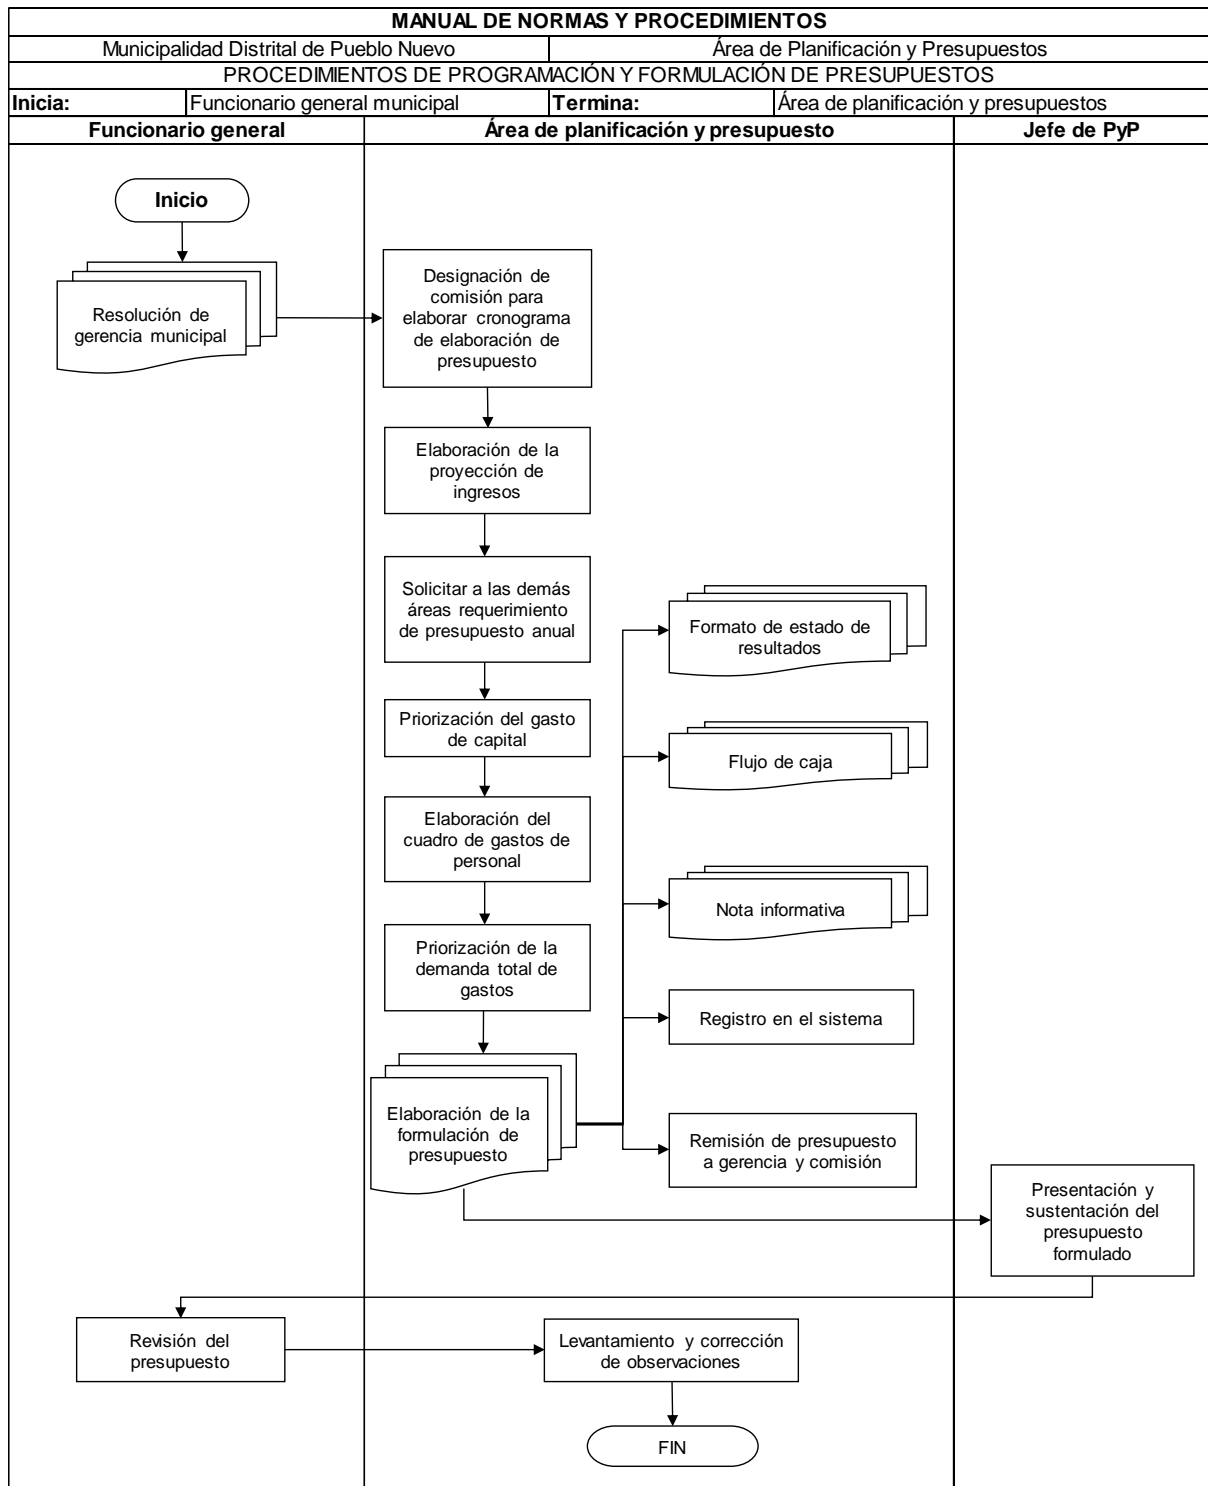 MANUAL DE NORMAS Y PROCEDIMIENTOS
Municipalidad Distrital de Pueblo Nuevo
Área de Planificación y Presupuestos
PROCEDIMIENTOS DE PROGRAMACIÓN Y FORMULACIÓN DE PRESUPUESTOS
Inicia:
Funcionario general municipal
Termina:
Área de planificación y presupuestos
Funcionario general
Área de planificación y presupuesto
Jefe de PyP
Inicio
Resolución de
gerencia municipal
Designación de
comisión para
elaborar cronograma
de elaboración de
presupuesto
Elaboración de la
proyección de
ingresos
Solicitar a las demás
áreas requerimiento
de presupuesto anual
Priorización del gasto
de capital
Elaboración del
cuadro de gastos de
personal
Priorización de la
demanda total de
gastos
Elaboración de la
formulación de
presupuesto
Formato de estado de
resultados
Flujo de caja
Nota informativa
Registro en el sistema
Remisión de presupuesto
a gerencia y comisión
Presentación y
sustentación del
presupuesto
formulado
Revisión del
presupuesto
Levantamiento y corrección
de observaciones
FIN